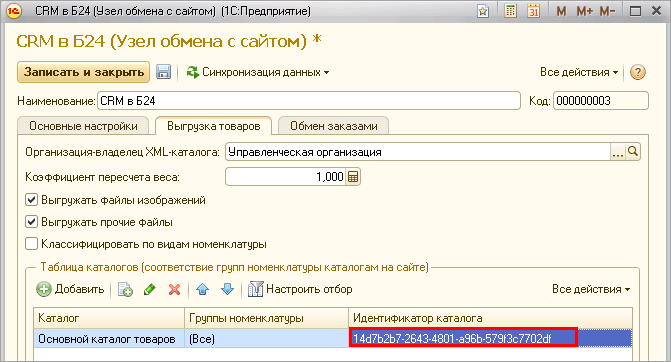 CRM в Б24 (Узел обмена с сайтом) (1С:Предприятие) M M+ M-
CRM в Б24 (Узел обмена с сайтом) *
Записать и закрыть Синхронизация данных Все действия ?
Наименование: CRM в Б24 Код: 000000003
Основные настройки Выгрузка товаров Обмен заказами
Организация-владелец XML-каталога: Управленческая организация ...
Коэффициент пересчета веса: 1,000
Выгружать файлы изображений
Выгружать прочие файлы
Классифицировать по видам номенклатуры
Таблица каталогов (соответствие групп номенклатуры каталогам на сайте)
Добавить Настроить отбор Все действия
Каталог Группы номенклатуры Идентификатор каталога
Основной каталог товаров (Все) 14d7b2b7-2643-4801-a96b-579f3c7702df